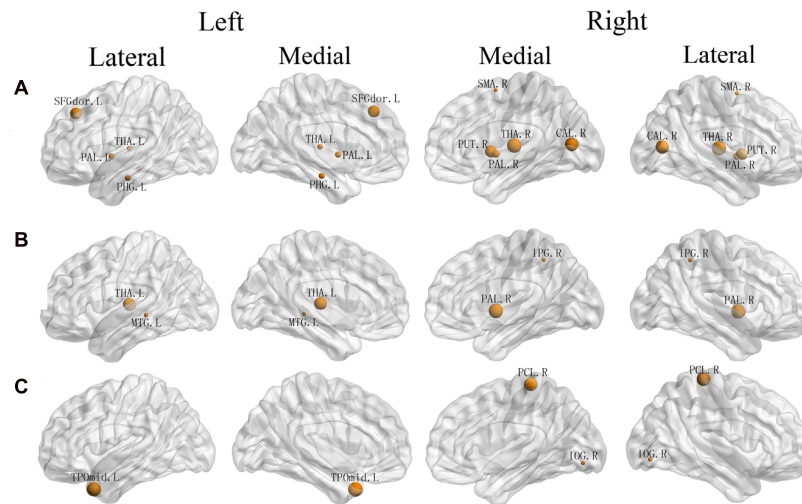 Left Right
Lateral Medial Medial Lateral
A
SFGdor.L
THA.L
PAL.L
PHG.L
SFGdor.L
THA.L
PAL.L
PHG.L
SMA.R
PUT.R
THA.R
CAL.R
PAL.R
SMA.R
CAL.R
THA.R
PUT.R
PAL.R
B
THA.L
MTG.L
THA.L
MTG.L
IPG.R
PAL.R
IPG.R
PAL.R
C
TPOmid.L
TPOmid.L
PCL.R
IOG.R
PCL.R
IOG.R